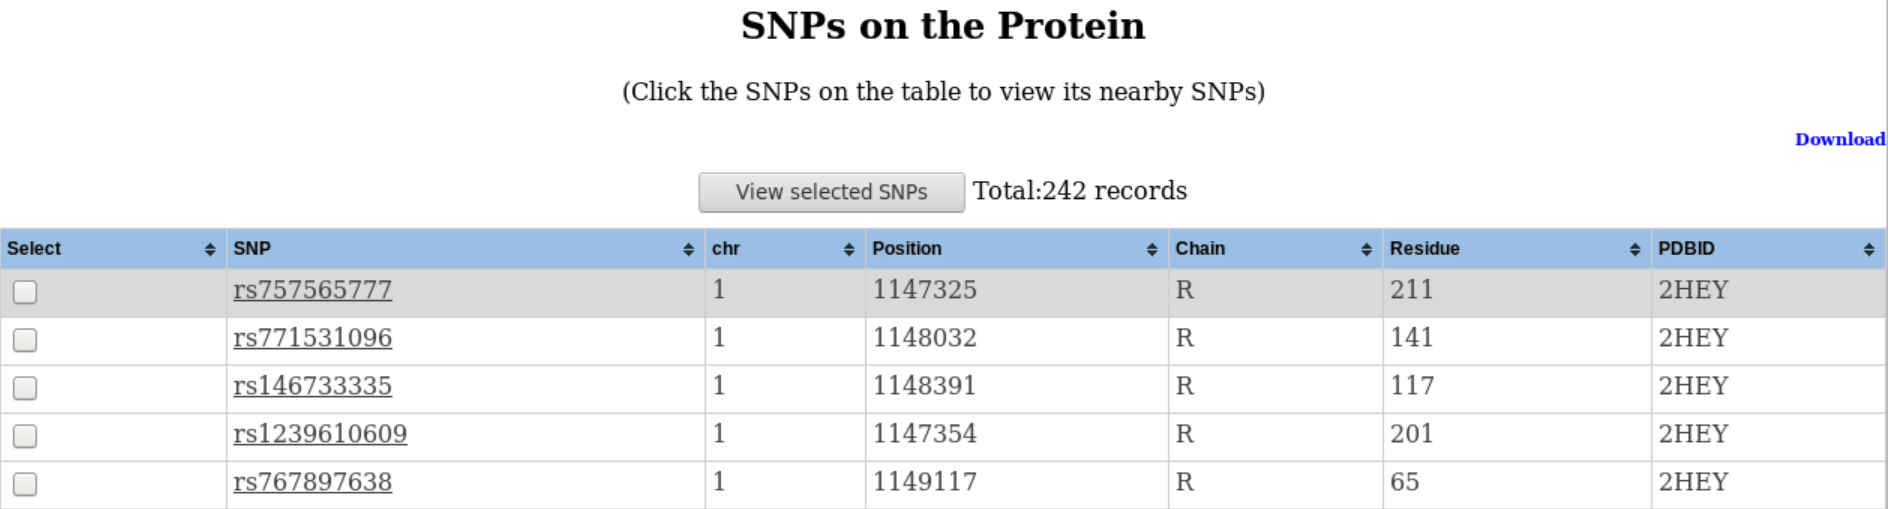 SNPs on the Protein
(Click the SNPs on the table to view its nearby SNPs)
Download
View selected SNPs Total:242 records
Select SNP chr Position Chain Residue PDBID
rs757565777 1 1147325 R 211 2HEY
rs771531096 1 1148032 R 141 2HEY
rs146733335 1 1148391 R 117 2HEY
rs1239610609 1 1147354 R 201 2HEY
rs767897638 1 1149117 R 65 2HEY